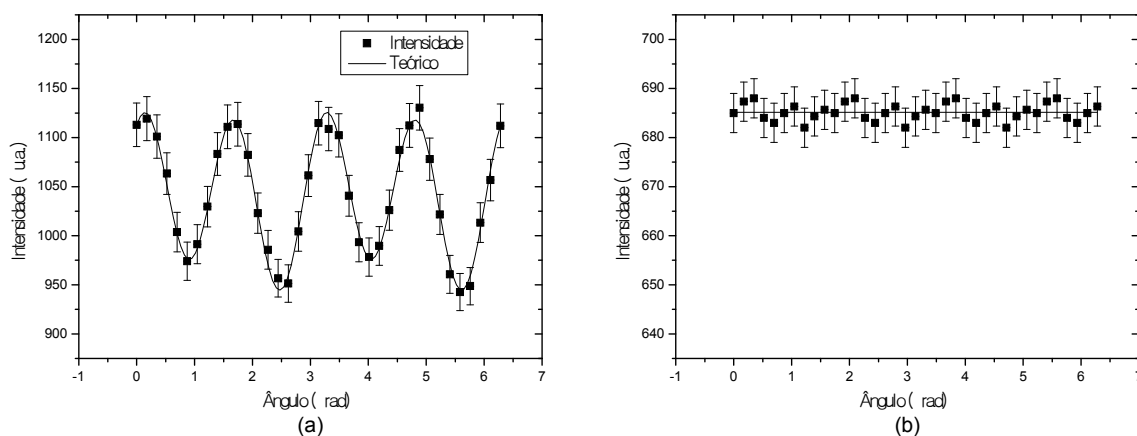 1200
1150
1100
1050
1000
950
900
Intensidade ( u.a.)
Intensidade
Teórico
-1 0 1 2 3 4 5 6 7
Ângulo ( rad)
(a)
700
690
680
670
660
650
640
Intensidade ( u.a.)
-1 0 1 2 3 4 5 6 7
Ângulo ( rad)
(b)